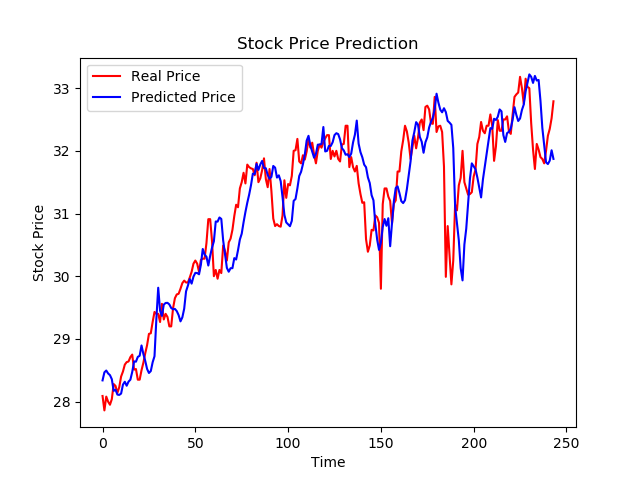 Stock Price Prediction
Real Price
Predicted Price
33
32
31
30
29
28
Stock Price
0 50 100 150 200 250
Time